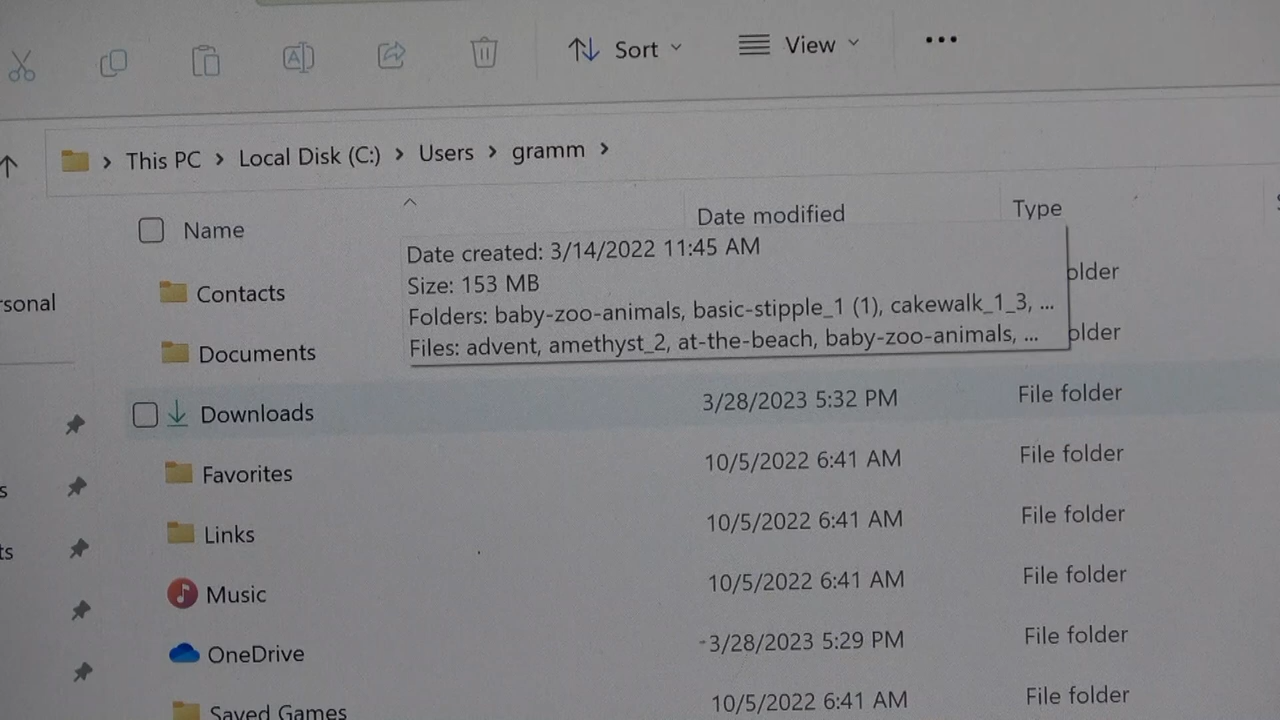 Sort
View
This PC > Local Disk (C:) > Users > gramm >
Name
Date modified
Type
Date created: 3/14/2022 11:45 AM
Size: 153 MB
Folders: baby-zoo-animals, basic-stipple_1 (1), cakewalk_1_3, ...
Files: advent, amethyst_2, at-the-beach, baby-zoo-animals, ...
rsonal
Contacts
older
Documents
older
Downloads 3/28/2023 5:32 PM File folder
Favorites 10/5/2022 6:41 AM File folder
s
Links 10/5/2022 6:41 AM File folder
ts
Music 10/5/2022 6:41 AM File folder
OneDrive 3/28/2023 5:29 PM File folder
Saved Games 10/5/2022 6:41 AM File folder